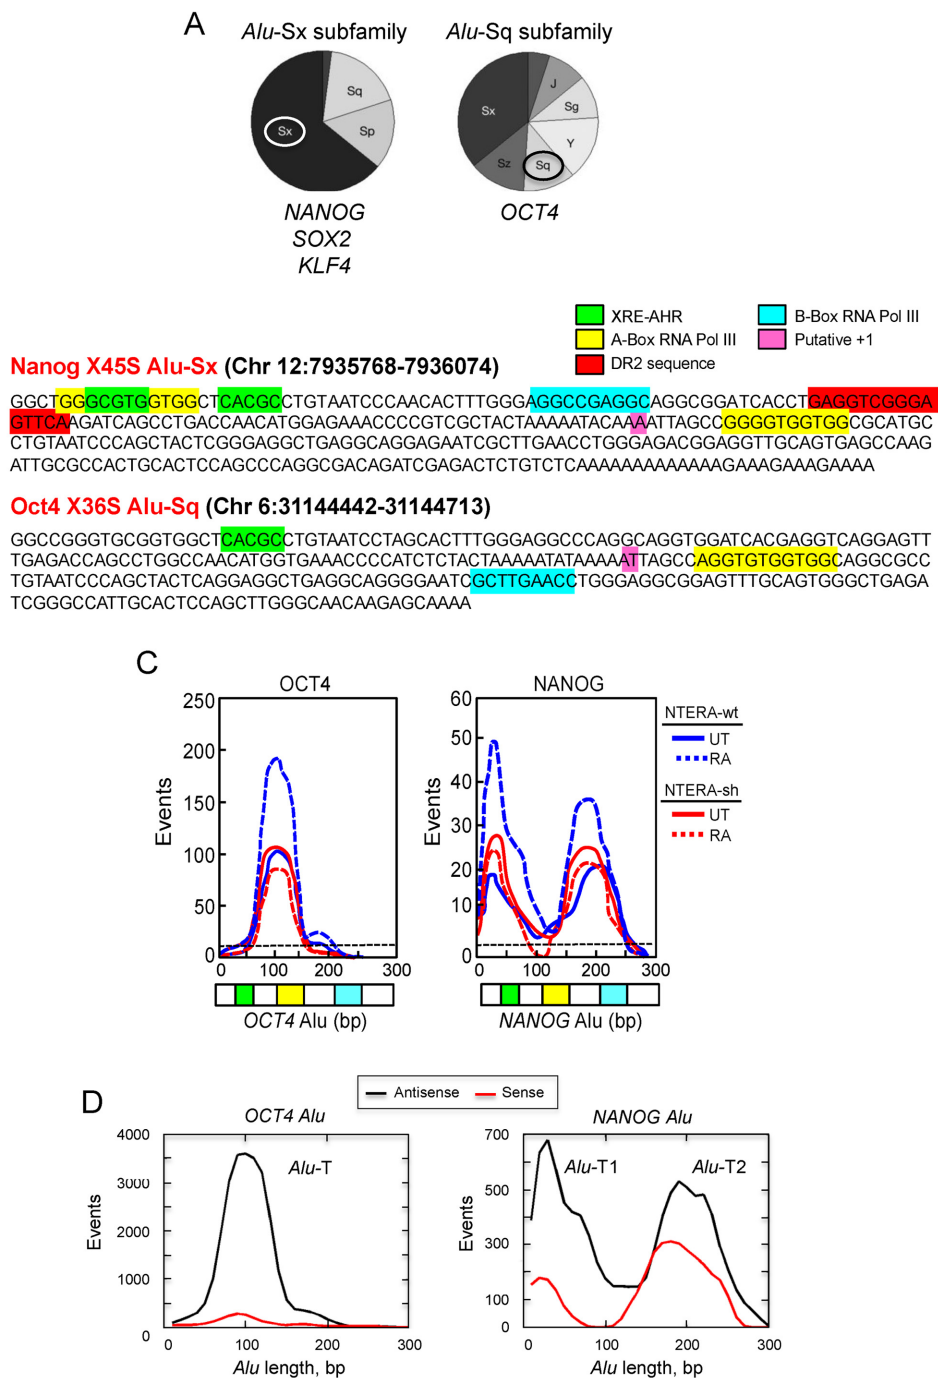 A
Alu-Sx subfamily
Alu-Sq subfamily
Sq
Sx
Sp
J
Sx
Sg
Y
Sz
Sq
NANOG
SOX2
KLF4
OCT4
XRE-AHR
B-Box RNA Pol III
A-Box RNA Pol III
Putative +1
DR2 sequence
Nanog X45S Alu-Sx (Chr 12:7935768-7936074)
GGCTGGGCGTGGTGGCTCACGCCTGTAATCCCAACACTTTGGGAGGCCGAGGCAGGCGGATCACCTGAGGTCGGGA
GTTCAAGATCAGCCTGACCAACATGGAGAAACCCCGTCGCTACTAAAAATACAAAATTAGCCGGGGTGGTGGCGCATGC
CTGTAATCCCAGCTACTCGGGAGGCTGAGGCAGGAGAATCGCTTGAACCTGGGAGACGGAGGTTGCAGTGAGCCAAG
ATTGCGCCACTGCACTCCAGCCCAGGCGACAGATCGAGACTCTGTCTCAAAAAAAAAAAAAGAAAGAAAGAAAA
Oct4 X36S Alu-Sq (Chr 6:31144442-31144713)
GGCCGGGTGCGGTGGCTCACGCCTGTAATCCTAGCACTTTGGGAGGCCCAGGCAGGTGGATCACGAGGTCAGGAGTT
TGAGACCAGCCTGGCCAACATGGTGAAACCCCATCTCTACTAAAAATATAAAAATTAGCCAGGTGTGGTGGCAGGCGCC
TGTAATCCCAGCTACTCAGGAGGCTGAGGCAGGGGAATCGCTTGAACCCTGGGAGGCGGAGTTTGCAGTGGGCTGAGA
TCGGGCCATTGCACTCCAGCTTGGGCAACAAGAGCAAAA
C
OCT4
NANOG
250
200
150
100
50
0
Events
0
100
200
300
OCT4 Alu (bp)
60
50
40
30
20
10
0
Events
0
100
200
300
NANOG Alu (bp)
NTERA-wt
UT
RA
NTERA-sh
UT
RA
D
Antisense
Sense
OCT4 Alu
NANOG Alu
4000
3000
2000
1000
0
Events
Alu-T
0
100
200
300
Alu length, bp
700
500
300
100
0
Events
Alu-T1
Alu-T2
0
100
200
300
Alu length, bp